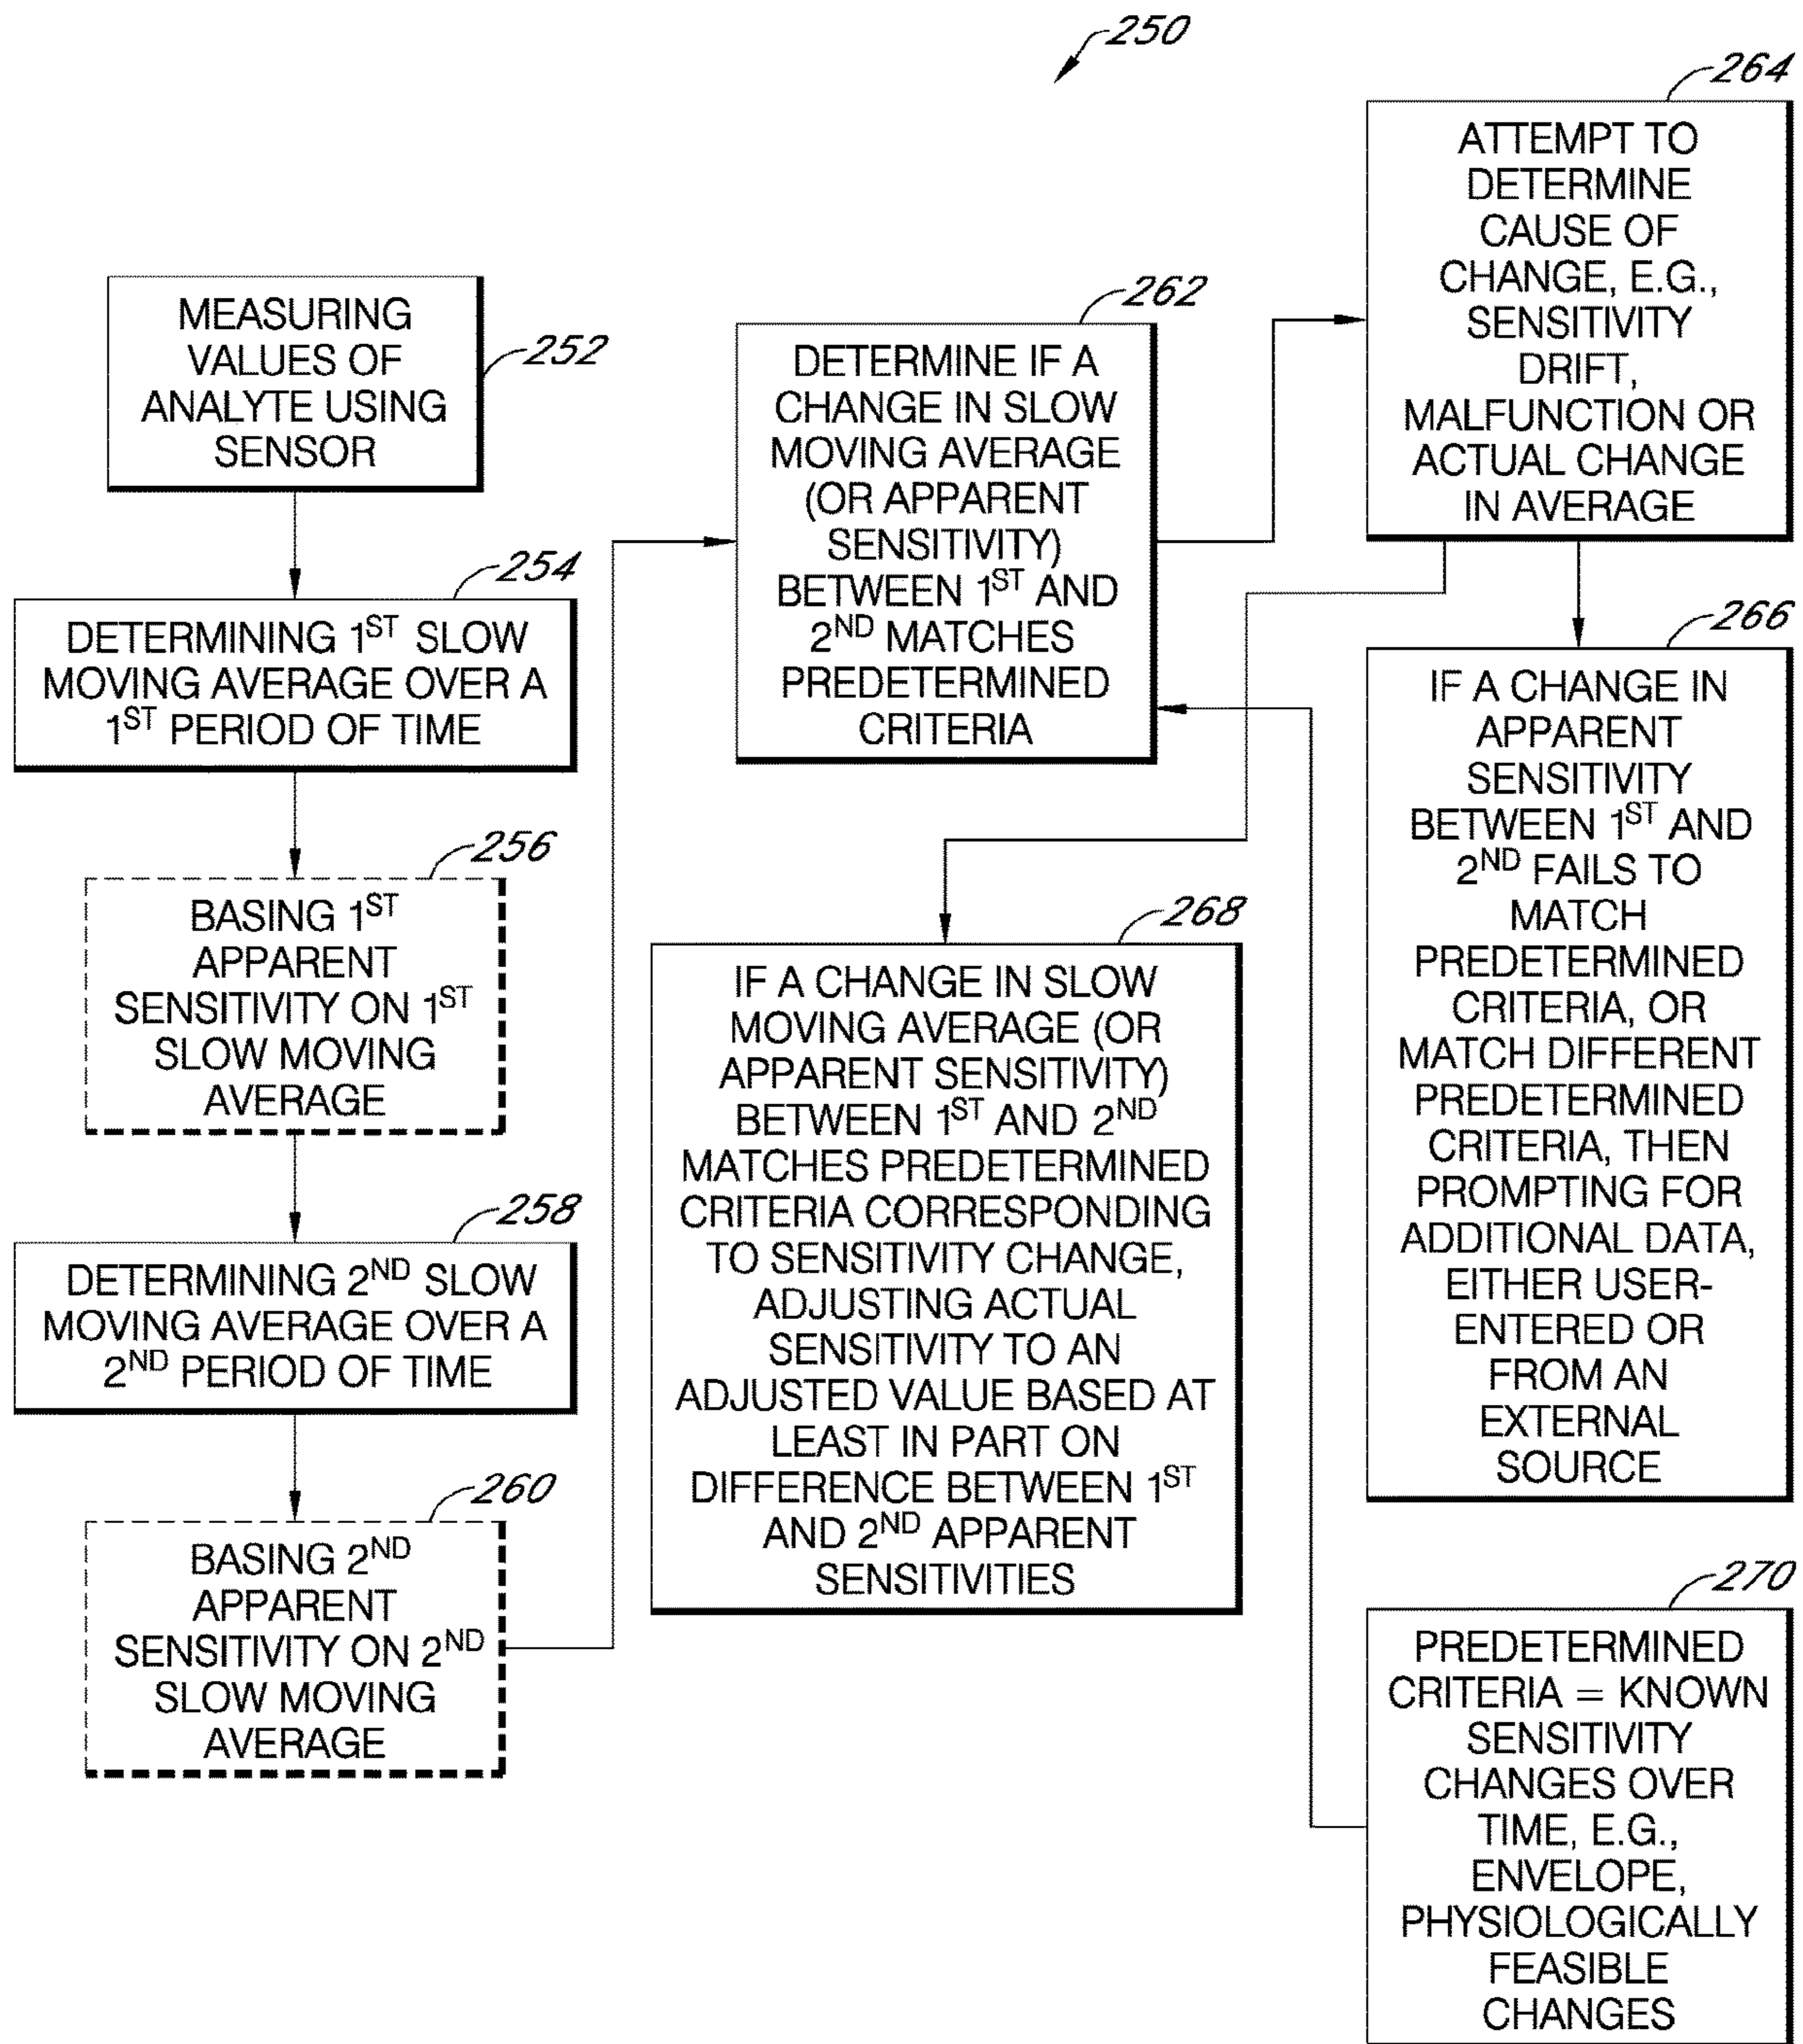 250
252
MEASURING
VALUES OF
ANALYTE USING
SENSOR
254
DETERMINING 1ST SLOW
MOVING AVERAGE OVER A
1ST PERIOD OF TIME
256
BASING 1ST
APPARENT
SENSITIVITY ON 1ST
SLOW MOVING
AVERAGE
258
DETERMINING 2ND SLOW
MOVING AVERAGE OVER A
2ND PERIOD OF TIME
260
BASING 2ND
APPARENT
SENSITIVITY ON 2ND
SLOW MOVING
AVERAGE
262
DETERMINE IF A
CHANGE IN SLOW
MOVING AVERAGE
(OR APPARENT
SENSITIVITY)
BETWEEN 1ST AND
2ND MATCHES
PREDETERMINED
CRITERIA
264
ATTEMPT TO
DETERMINE
CAUSE OF
CHANGE, E.G.,
SENSITIVITY
DRIFT,
MALFUNCTION OR
ACTUAL CHANGE
IN AVERAGE
266
IF A CHANGE IN
APPARENT
SENSITIVITY
BETWEEN 1ST AND
2ND FAILS TO
MATCH
PREDETERMINED
CRITERIA, OR
MATCH DIFFERENT
PREDETERMINED
CRITERIA, THEN
PROMPTING FOR
ADDITIONAL DATA,
EITHER USER-
ENTERED OR
FROM AN
EXTERNAL
SOURCE
268
IF A CHANGE IN SLOW
MOVING AVERAGE (OR
APPARENT SENSITIVITY)
BETWEEN 1ST AND 2ND
MATCHES PREDETERMINED
CRITERIA CORRESPONDING
TO SENSITIVITY CHANGE,
ADJUSTING ACTUAL
SENSITIVITY TO AN
ADJUSTED VALUE BASED AT
LEAST IN PART ON
DIFFERENCE BETWEEN 1ST
AND 2ND APPARENT
SENSITIVITIES
270
PREDETERMINED
CRITERIA = KNOWN
SENSITIVITY
CHANGES OVER
TIME, E.G.,
ENVELOPE,
PHYSIOLOGICALLY
FEASIBLE
CHANGES